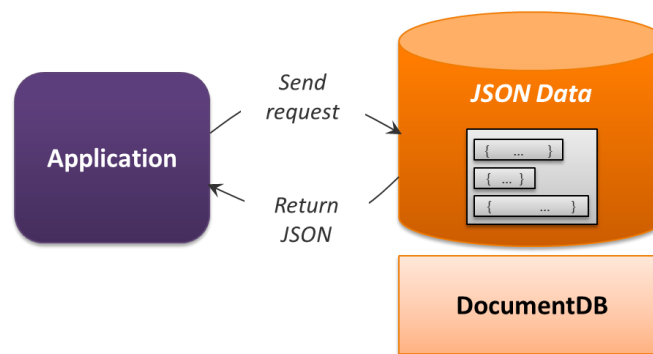 Send
request
JSON Data
Application
{ ... }
{ ... }
{ ... }
Return
JSON
DocumentDB